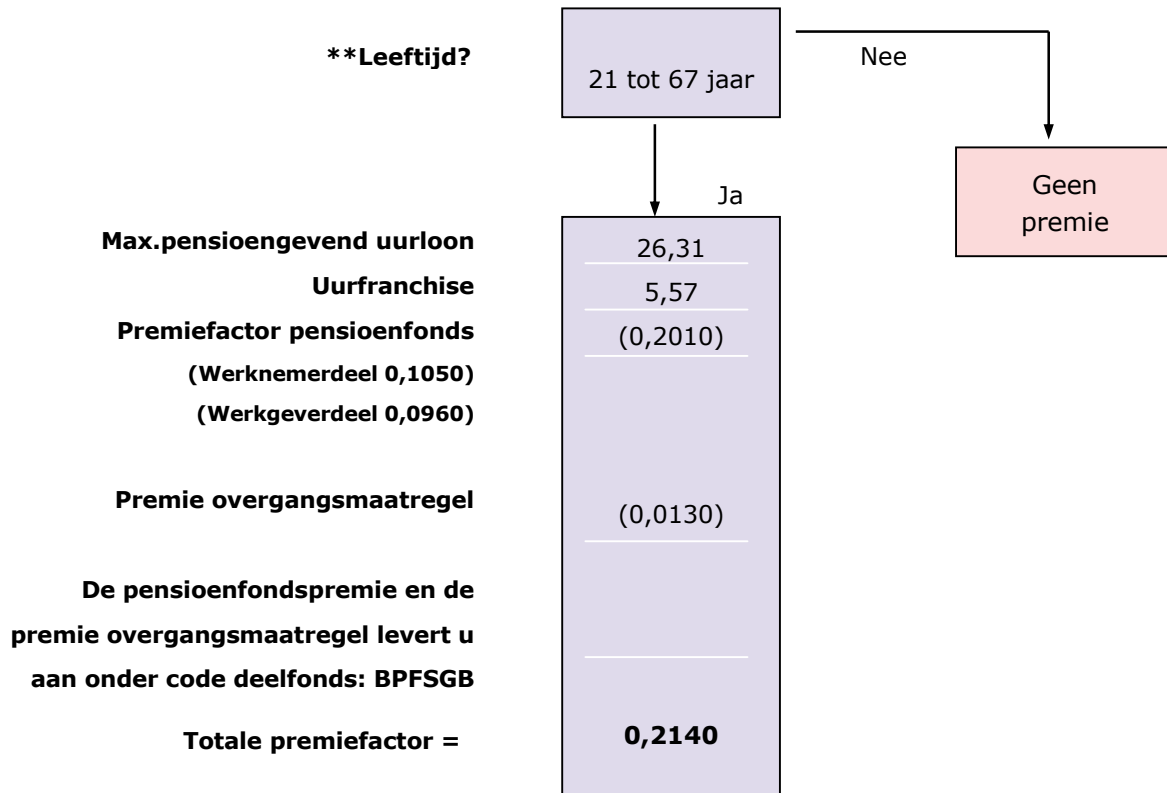 **Leeftijd?
21 tot 67 jaar
Nee
Geen
premie
Ja
Max.pensioengevend uurloon
26,31
Uurfranchise
5,57
Premiefactor pensioenfonds
(0,2010)
(Werknemerdeel 0,1050)
(Werkgeverdeel 0,0960)
Premie overgangsmaatregel
(0,0130)
De pensioenfondspremie en de
premie overgangsmaatregel levert u
aan onder code deelfonds: BPFSGB
Totale premiefactor =
0,2140